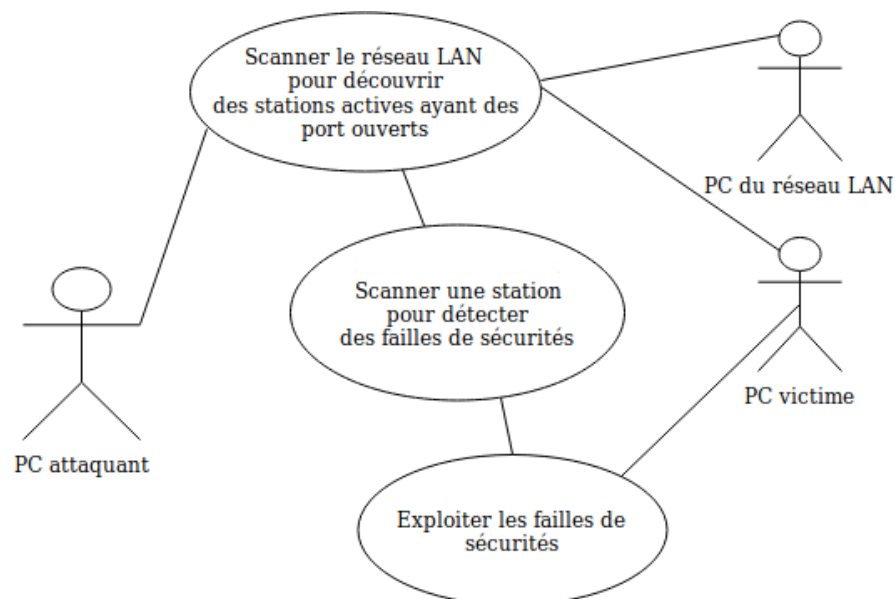 Scanner le réseau LAN
pour découvrir
des stations actives ayant des
port ouverts
PC du réseau LAN
Scanner une station
pour détecter
des failles de sécurités
PC victime
PC attaquant
Exploiter les failles de
sécurités